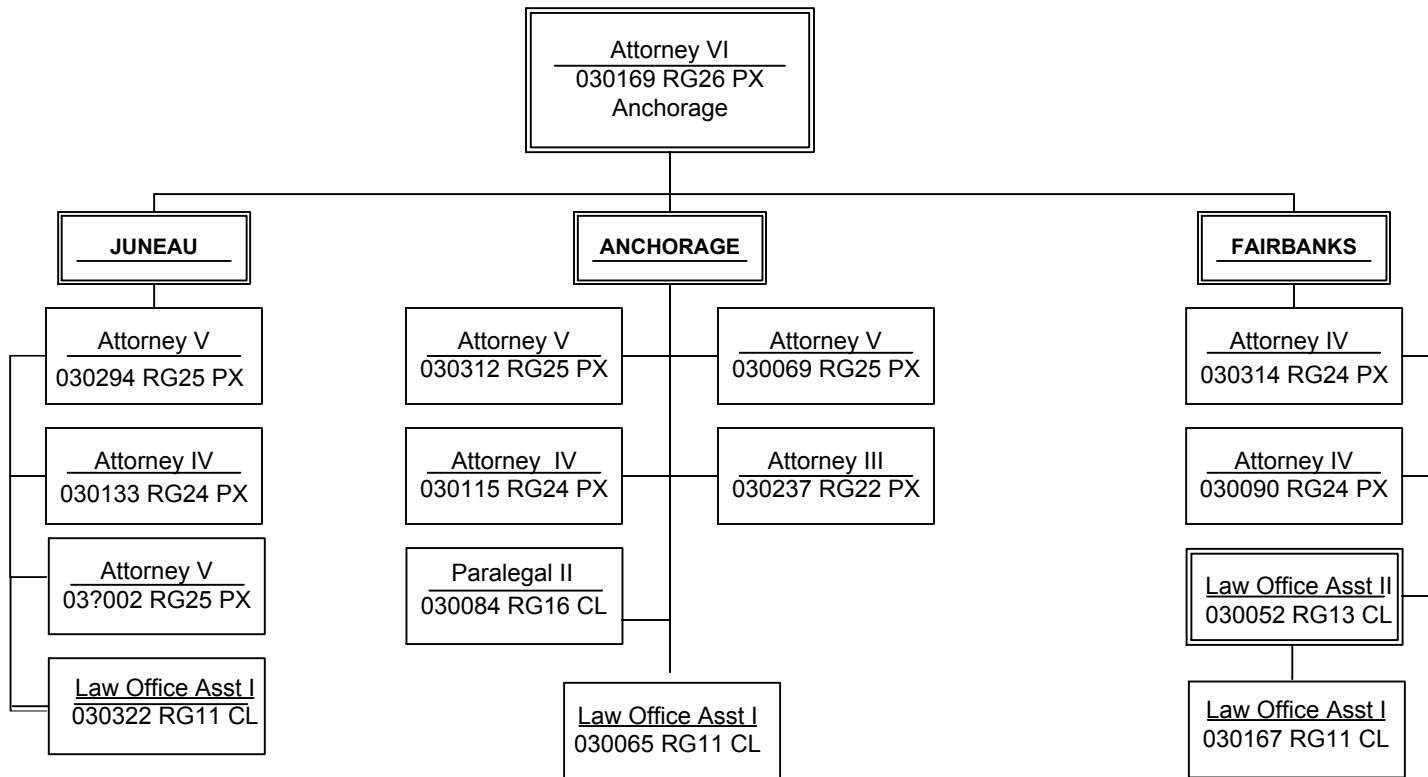 Attorney VI
030169 RG26 PX
Anchorage
JUNEAU
Attorney V
030294 RG25 PX
Attorney IV
030133 RG24 PX
Attorney V
03?002 RG25 PX
Law Office Asst I
030322 RG11 CL
ANCHORAGE
Attorney V
030312 RG25 PX
Attorney V
030069 RG25 PX
Attorney IV
030115 RG24 PX
Attorney III
030237 RG22 PX
Paralegal II
030084 RG16 CL
Law Office Asst I
030065 RG11 CL
FAIRBANKS
Attorney IV
030314 RG24 PX
Attorney IV
030090 RG24 PX
Law Office Asst II
030052 RG13 CL
Law Office Asst I
030167 RG11 CL